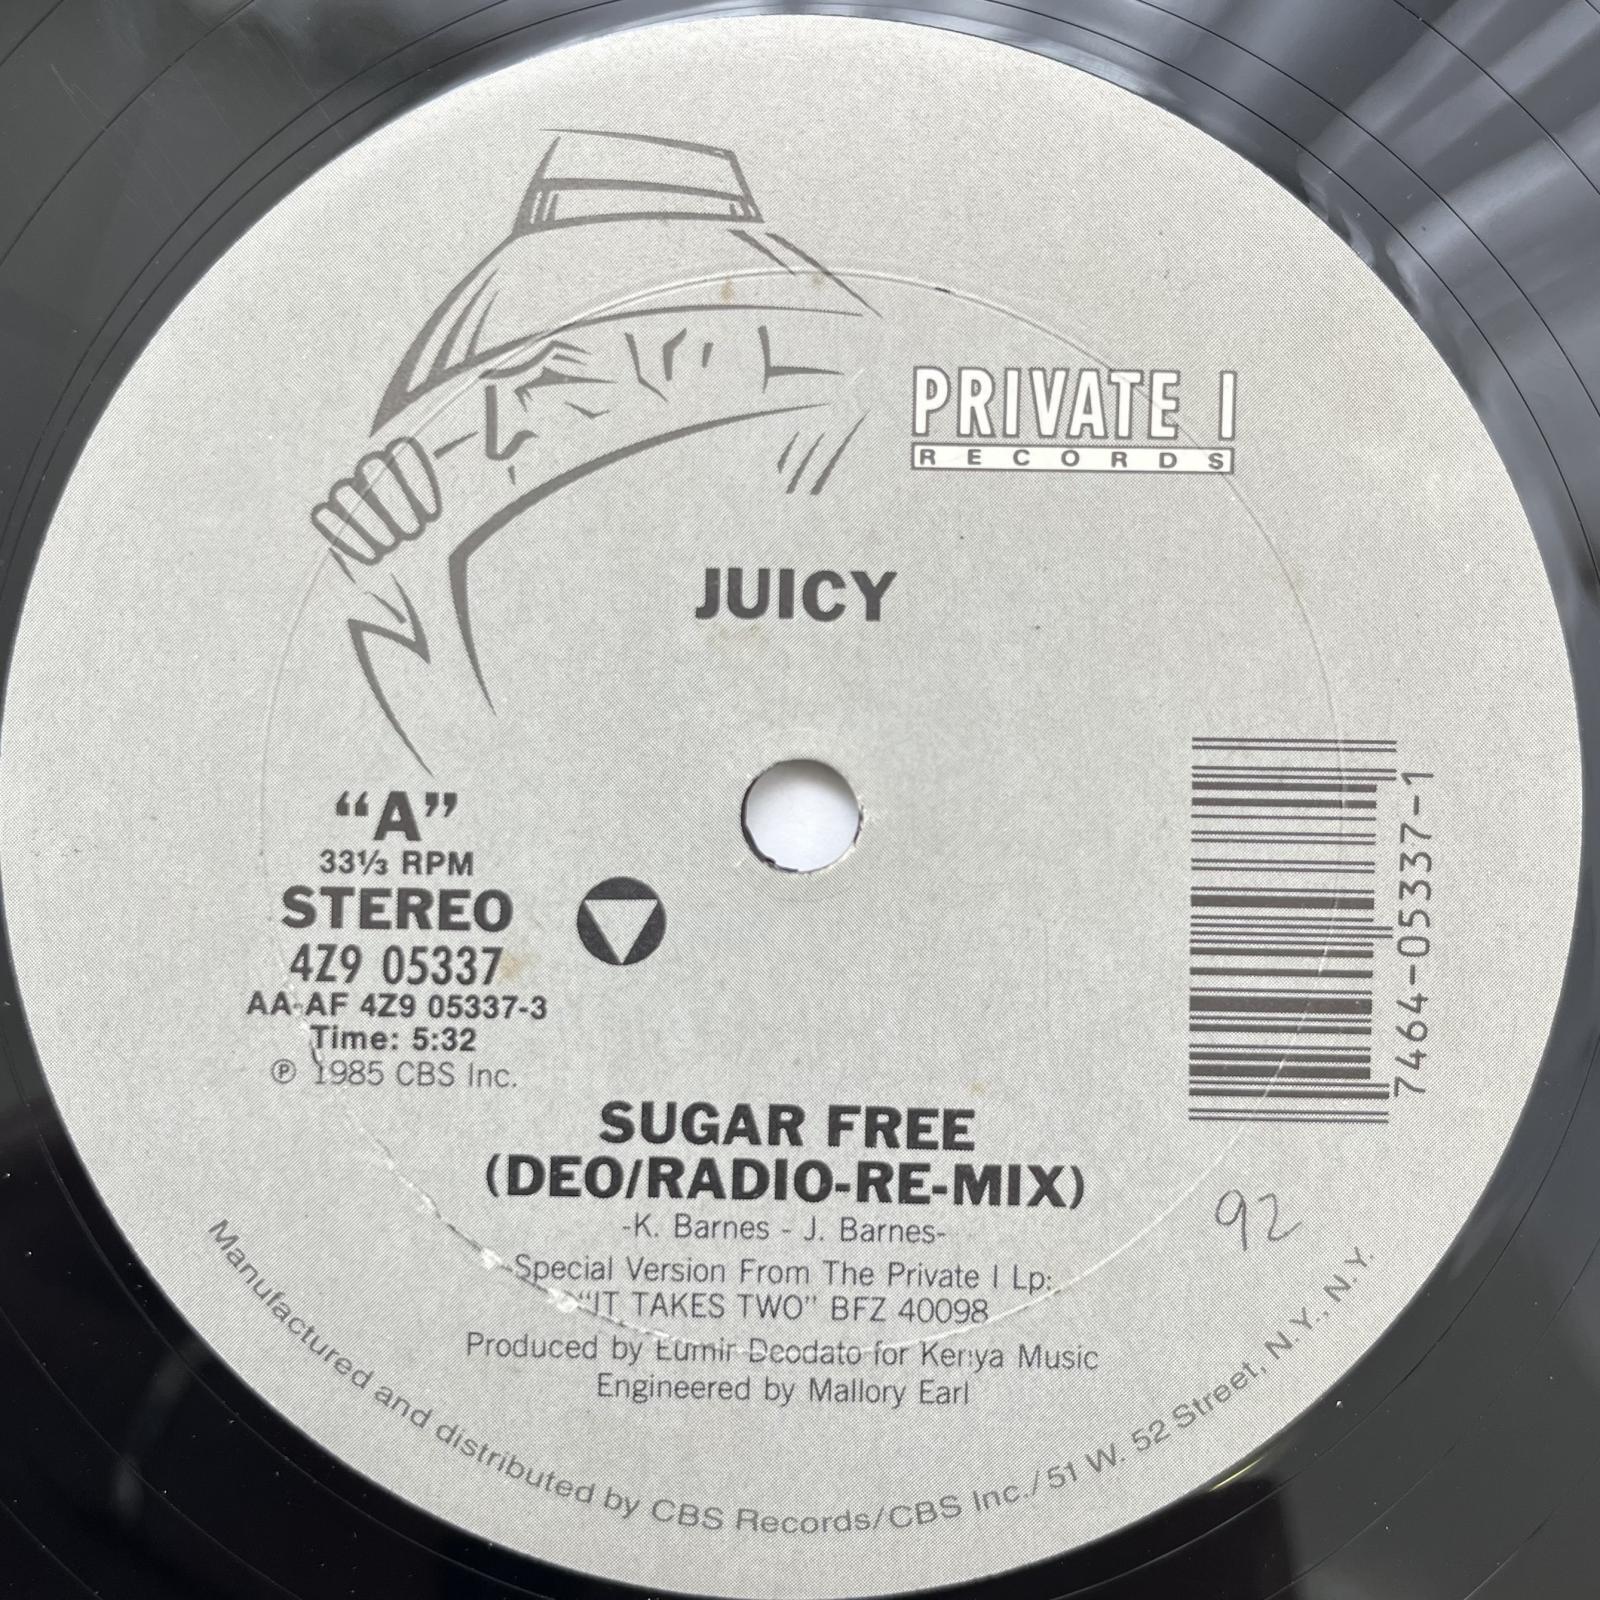 PRIVATE I
RECORDS
JUICY
“A”
33⅓ RPM
STEREO
4Z9 05337
AA-AF 4Z9 05337-3
Time: 5:32
℗ 1985 CBS Inc.
7464-05337-1
SUGAR FREE
(DEO/RADIO-RE-MIX)
-K. Barnes - J. Barnes-
Special Version From The Private I Lp:
“IT TAKES TWO” BFZ 40098
Produced by Eumir Deodato for Kenya Music
Engineered by Mallory Earl
92
Manufactured and distributed by CBS Records/CBS Inc./51 W. 52 Street, N.Y., N.Y.